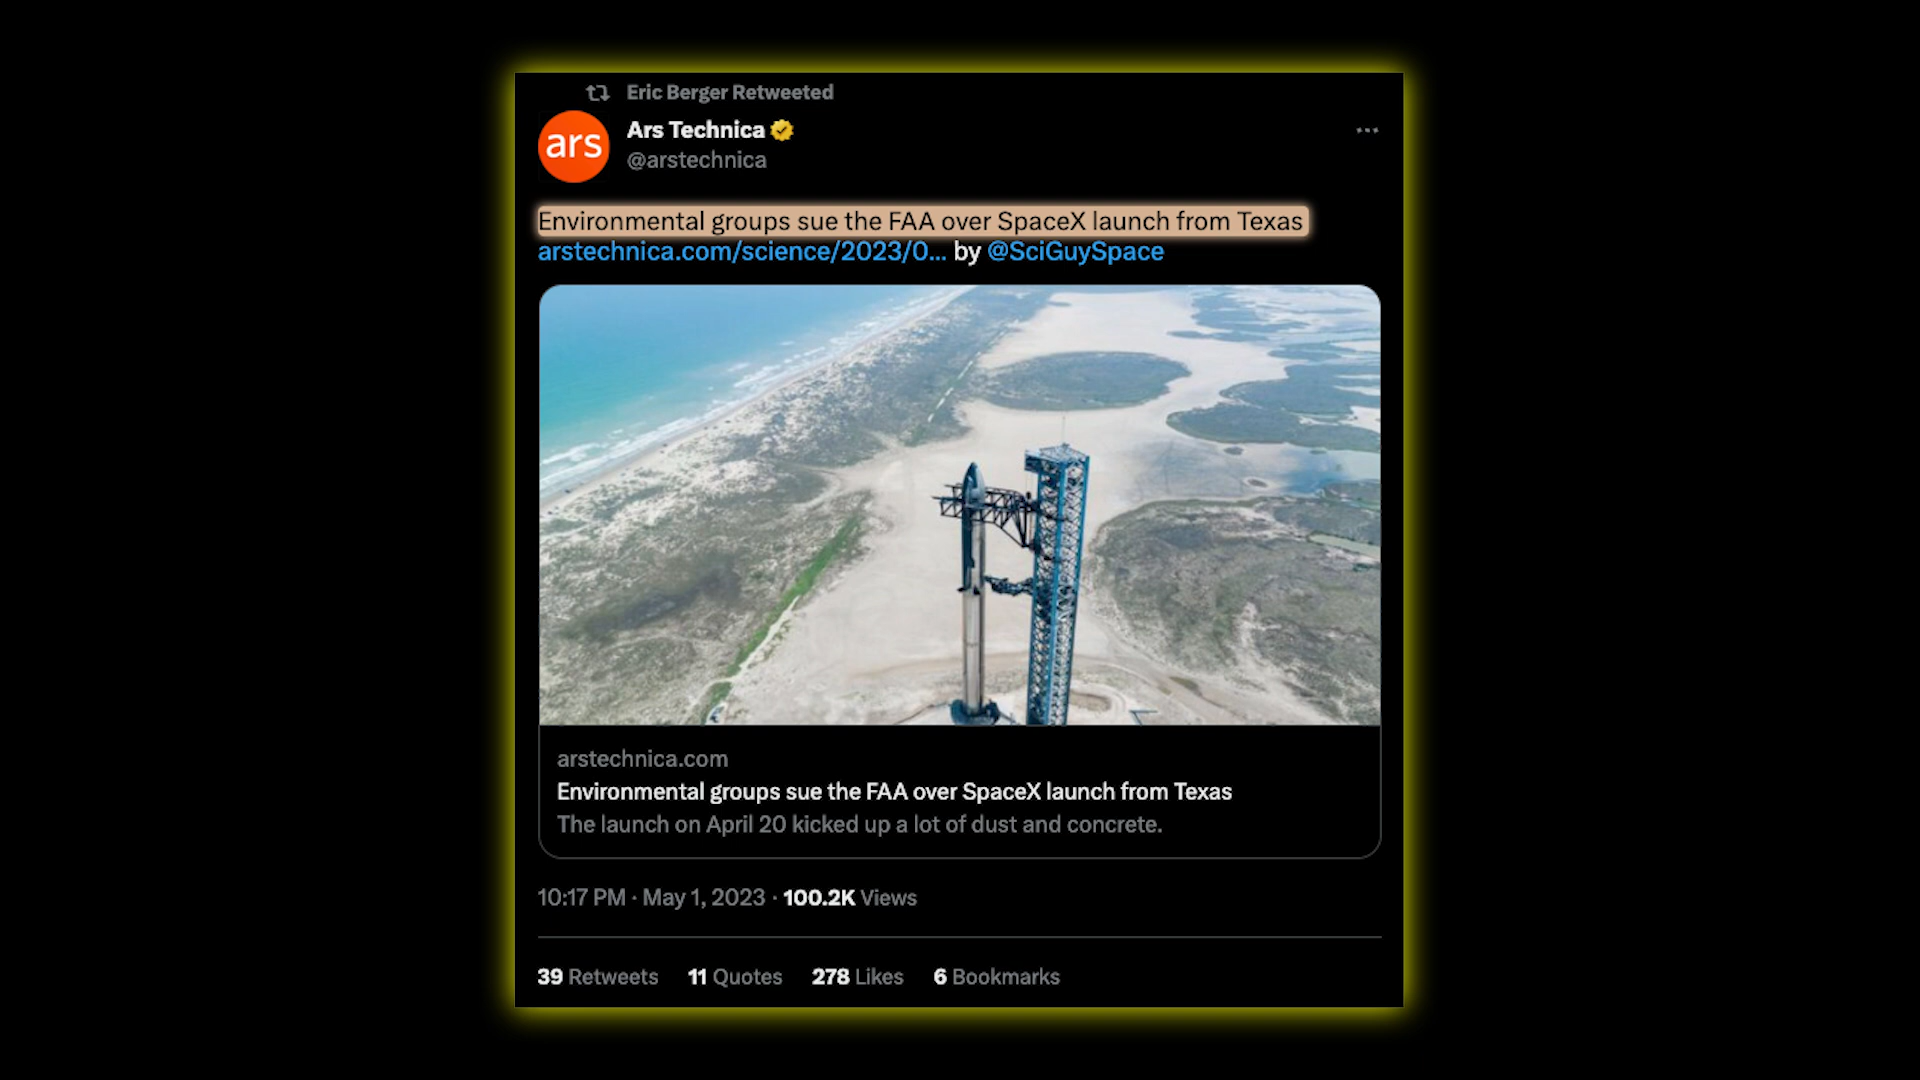 Eric Berger Retweeted
ars
Ars Technica
@arstechnica
Environmental groups sue the FAA over SpaceX launch from Texas
arstechnica.com/science/2023/0... by @SciGuySpace
arstechnica.com
Environmental groups sue the FAA over SpaceX launch from Texas
The launch on April 20 kicked up a lot of dust and concrete.
10:17 PM · May 1, 2023 · 100.2K Views
39 Retweets 11 Quotes 278 Likes 6 Bookmarks